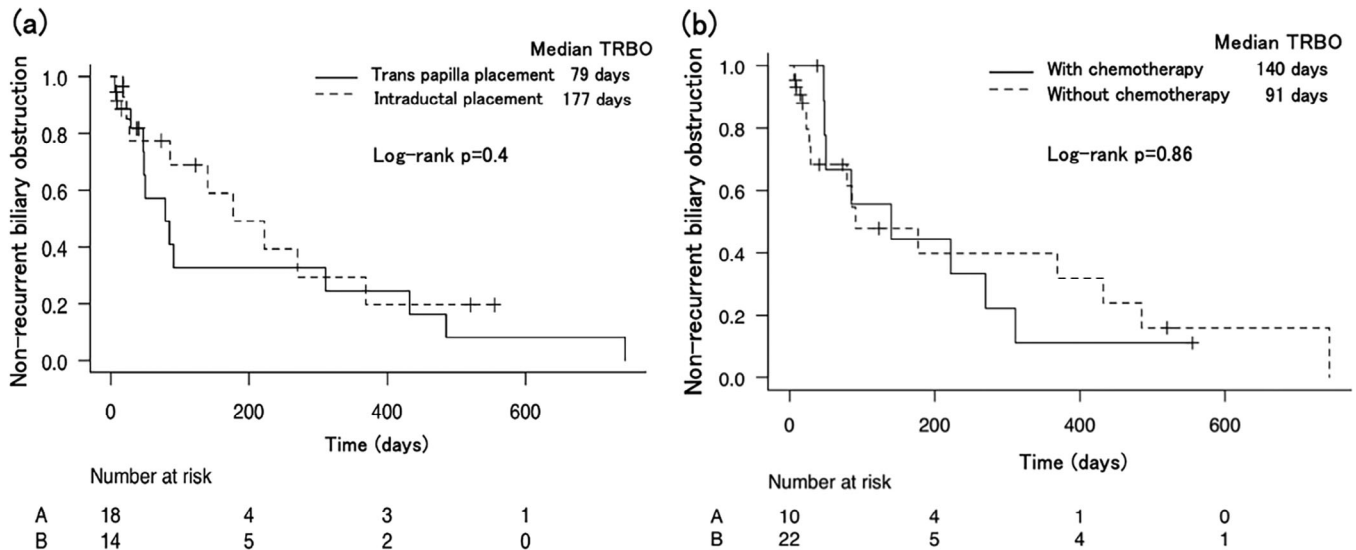 (a)
Median TRBO
Trans papilla placement 79 days
Intraductal placement 177 days
Log-rank p=0.4
Non-recurrent biliary obstruction
1.0
0.8
0.6
0.4
0.2
0.0
0 200 400 600
Time (days)
Number at risk
A 18 4 3 1
B 14 5 2 0
(b)
Median TRBO
With chemotherapy 140 days
Without chemotherapy 91 days
Log-rank p=0.86
Non-recurrent biliary obstruction
1.0
0.8
0.6
0.4
0.2
0.0
0 200 400 600
Time (days)
Number at risk
A 10 4 1 0
B 22 5 4 1